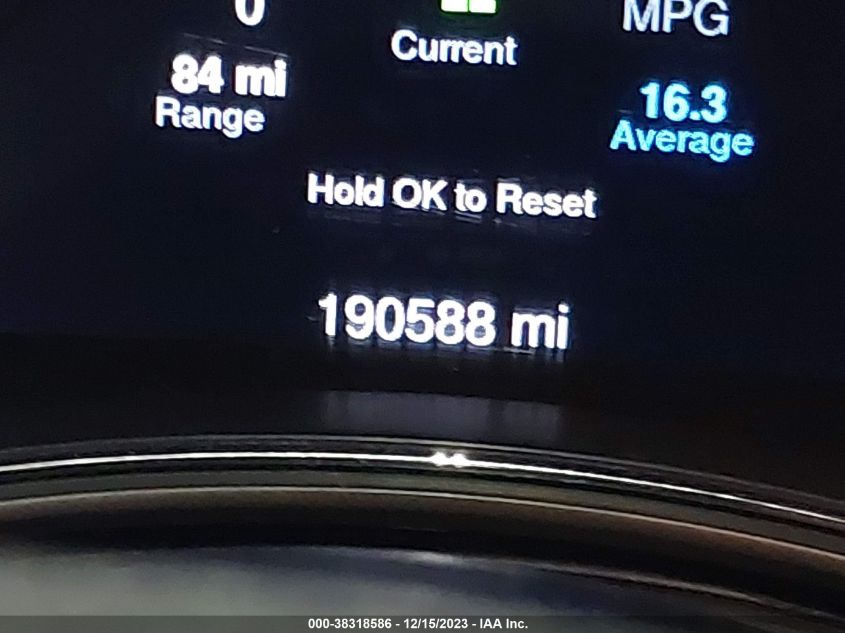 0
MPG
Current
84 mi
Range
16.3
Average
Hold OK to Reset
190588 mi
000-38318586 - 12/15/2023 - IAA Inc.